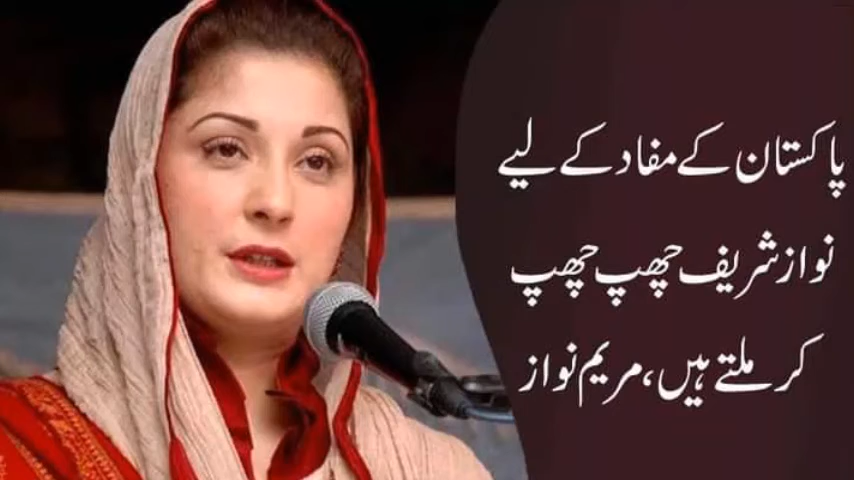 پاکستان کے مفاد کے لیے
نواز شریف چھپ چھپ
کر ملتے ہیں، مریم نواز